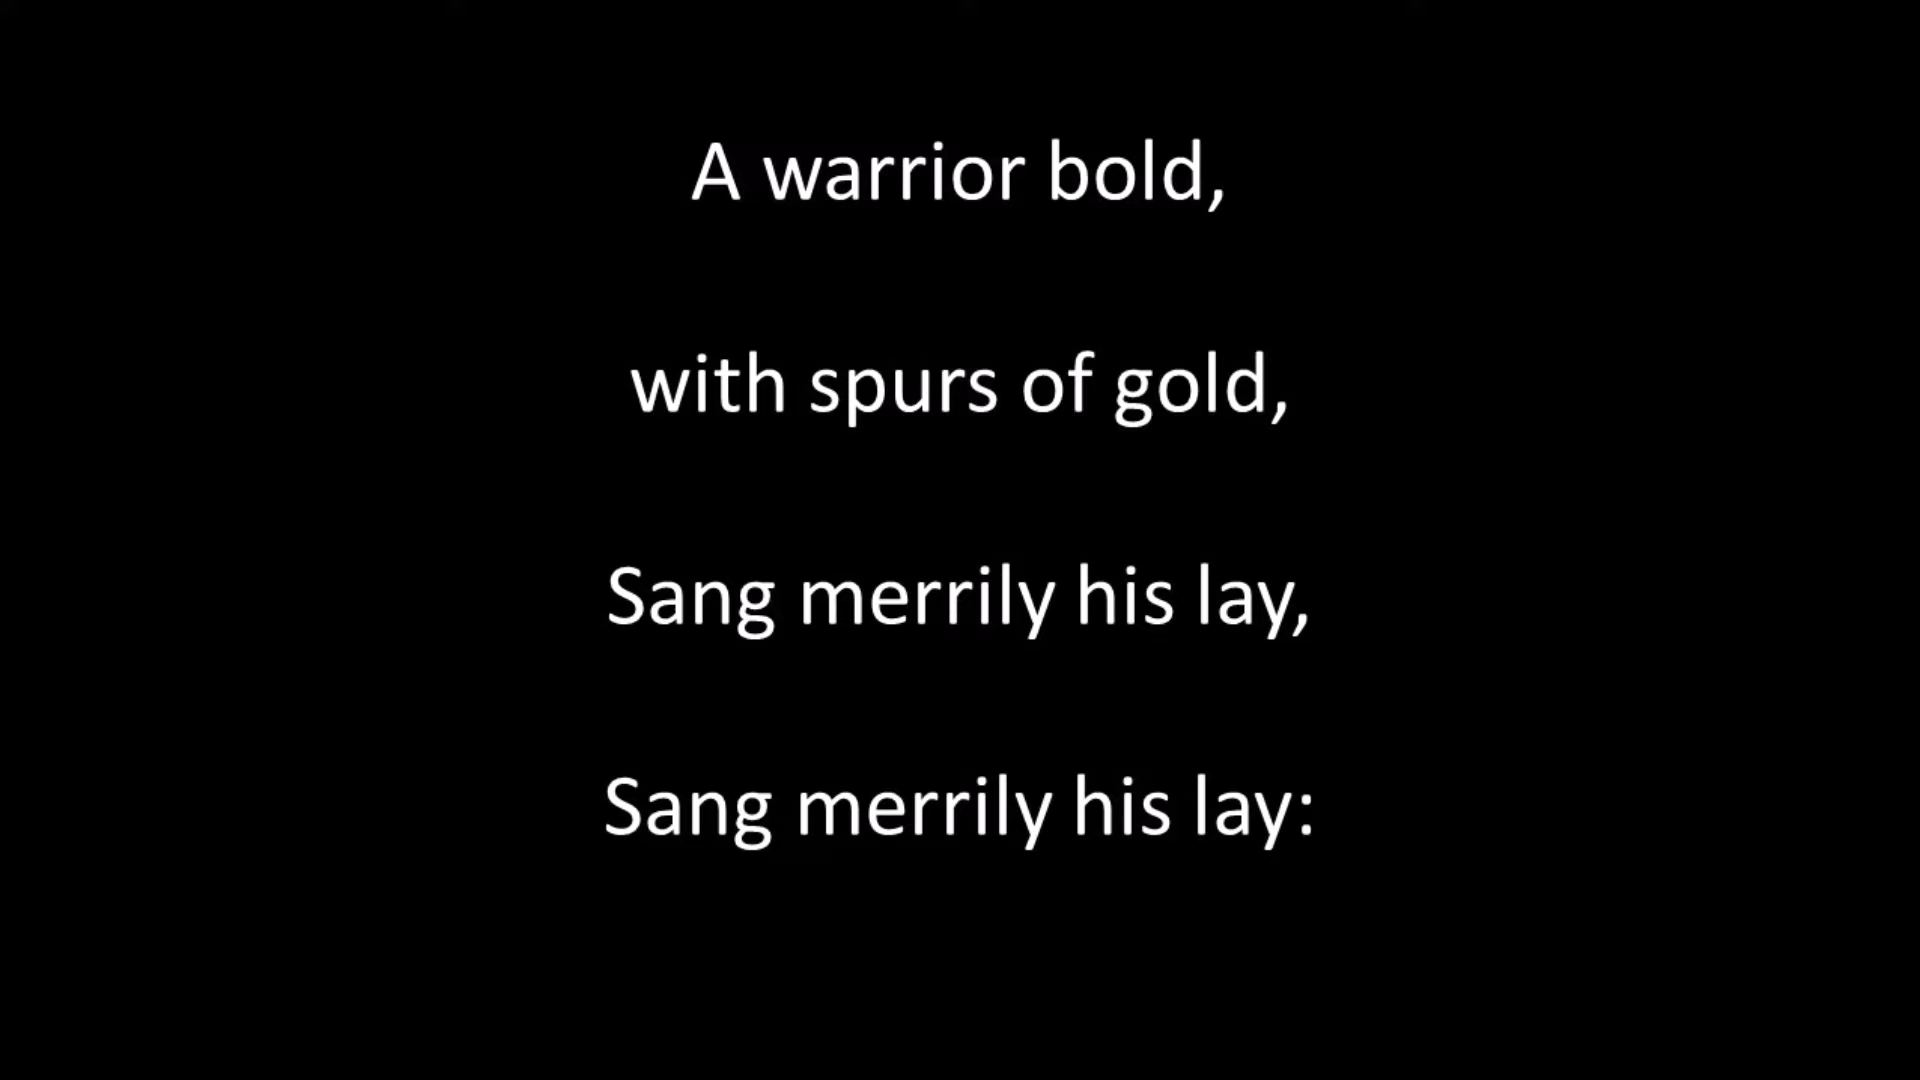 A warrior bold,
with spurs of gold,
Sang merrily his lay,
Sang merrily his lay: